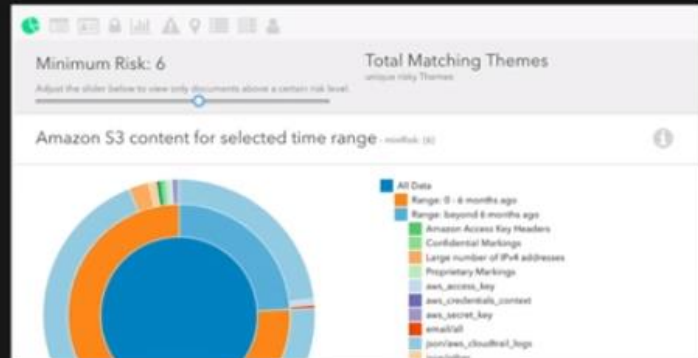 Minimum Risk: 6
Adjust the slider below to view only documents above a certain risk level.
Total Matching Themes
unique risky Themes
Amazon S3 content for selected time range - minRisk: [6]
All Data
Range: 0 - 6 months ago
Range: beyond 6 months ago
Amazon Access Key Headers
Confidential Markings
Large number of IPv4 addresses
Proprietary Markings
aws_access_key
aws_credentials_context
aws_secret_key
email/all
json/aws_cloudtrail_logs